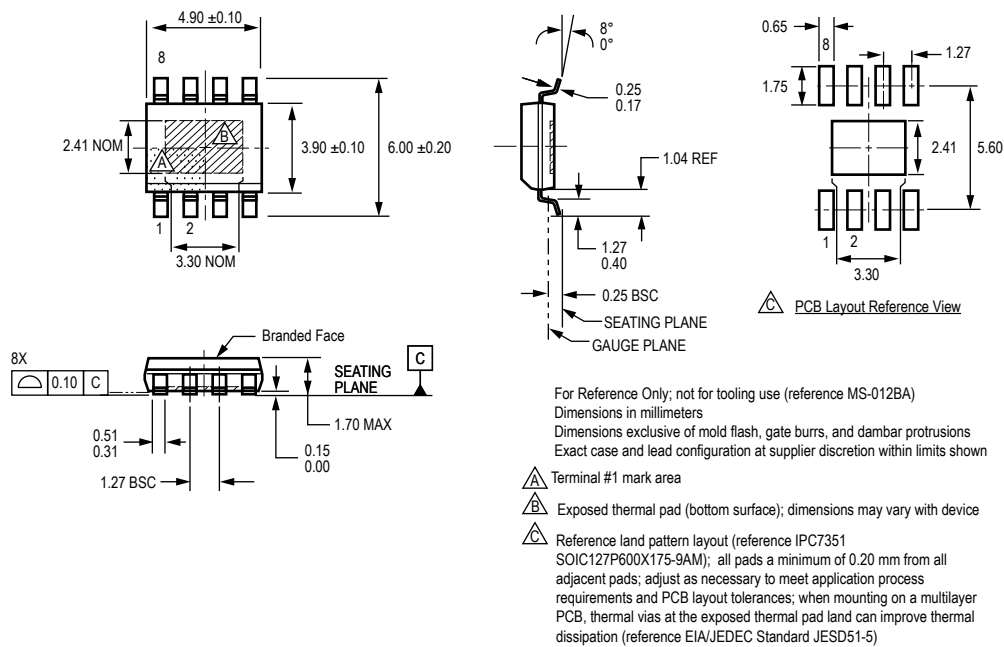 4.90 ±0.10
8
2.41 NOM
A
B
3.90 ±0.10
6.00 ±0.20
1
2
3.30 NOM
8°
0°
0.25
0.17
1.04 REF
1.27
0.40
0.25 BSC
SEATING PLANE
GAUGE PLANE
0.65
8
1.27
1.75
2.41
5.60
1
2
3.30
C
PCB Layout Reference View
Branded Face
8X
0.10
C
SEATING
PLANE
C
1.70 MAX
0.51
0.31
0.15
0.00
1.27 BSC
For Reference Only; not for tooling use (reference MS-012BA)
Dimensions in millimeters
Dimensions exclusive of mold flash, gate burrs, and dambar protrusions
Exact case and lead configuration at supplier discretion within limits shown
A Terminal #1 mark area
B Exposed thermal pad (bottom surface); dimensions may vary with device
C Reference land pattern layout (reference IPC7351
SOIC127P600X175-9AM); all pads a minimum of 0.20 mm from all
adjacent pads; adjust as necessary to meet application process
requirements and PCB layout tolerances; when mounting on a multilayer
PCB, thermal vias at the exposed thermal pad land can improve thermal
dissipation (reference EIA/JEDEC Standard JESD51-5)